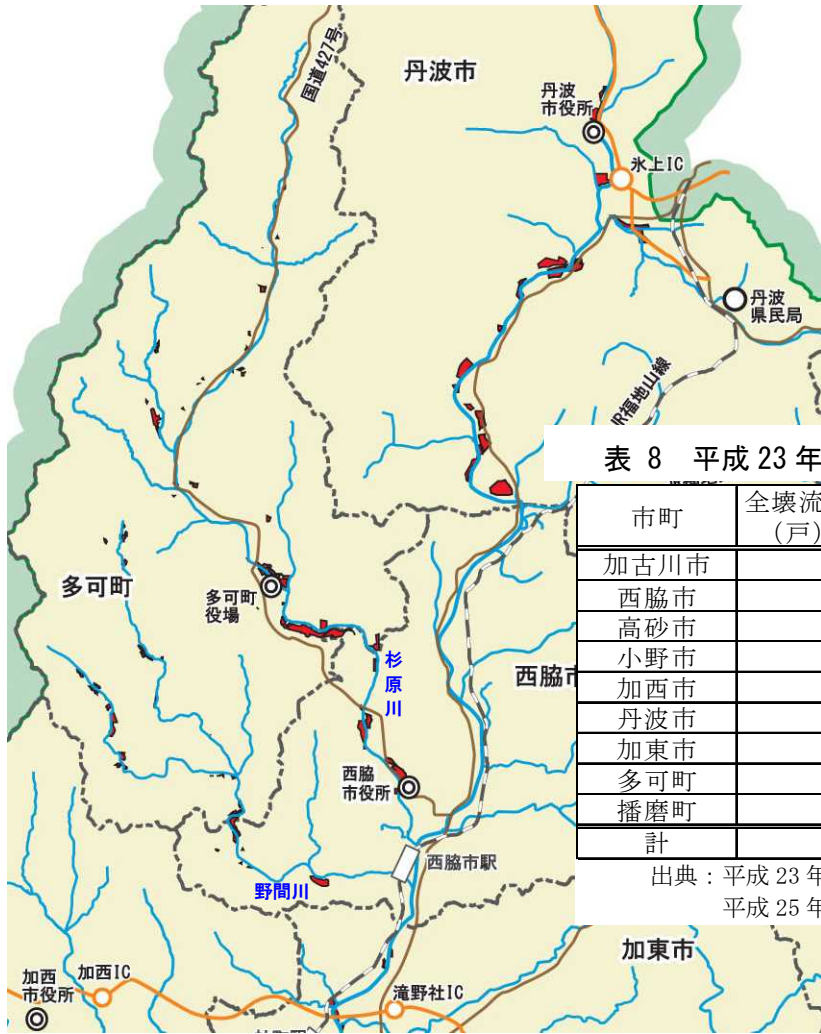 国道427号
丹波市
丹波
市役所
氷上IC
丹波
県民局
JR福地山線
多可町
多可町
役場
杉原川
西脇市
西脇
市役所
西脇市駅
野間川
加西
市役所
加西IC
滝野社IC
加東市
表 8 平成 23 年
市町 全壊流
(戸)
加古川市
西脇市
高砂市
小野市
加西市
丹波市
加東市
多可町
播磨町
計
出典：平成 23 年
平成 25 年